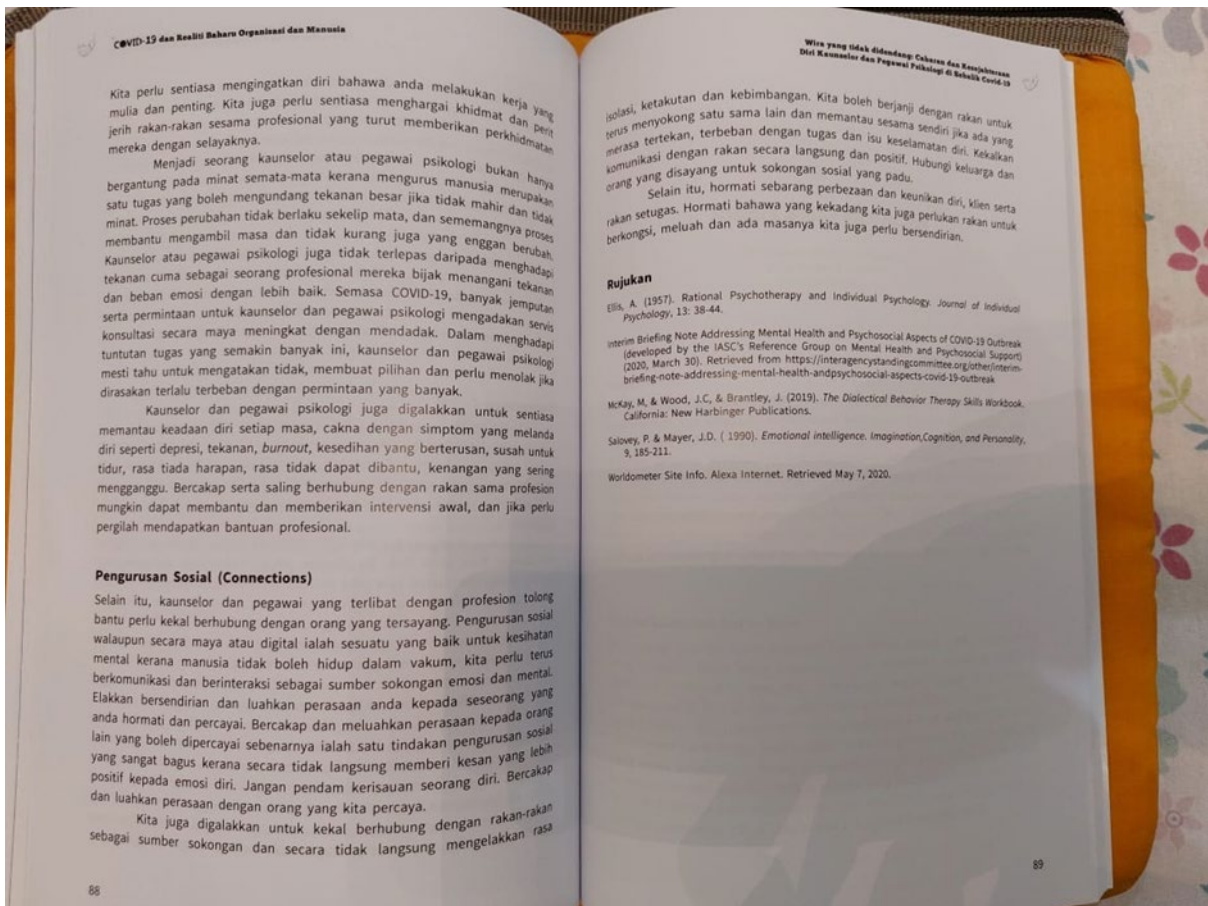 COVID-19 dan Realiti Baharu Organisasi dan Manusia
Kita perlu sentiasa mengingatkan diri bahawa anda melakukan kerja yang
mulia dan penting. Kita juga perlu sentiasa menghargai khidmat dan perit
jerih rakan-rakan sesama profesional yang turut memberikan perkhidmatan
mereka dengan selayaknya.
Menjadi seorang kaunselor atau pegawai psikologi bukan hanya
bergantung pada minat semata-mata kerana mengurus manusia merupakan
satu tugas yang boleh mengundang tekanan besar jika tidak mahir dan tidak
minat. Proses perubahan tidak berlaku sekelip mata, dan sememangnya proses
membantu mengambil masa dan tidak kurang juga yang enggan berubah.
Kaunselor atau pegawai psikologi juga tidak terlepas daripada menghadapi
tekanan cuma sebagai seorang profesional mereka bijak menangani tekanan
dan beban emosi dengan lebih baik. Semasa COVID-19, banyak jemputan
serta permintaan untuk kaunselor dan pegawai psikologi mengadakan servis
konsultasi secara maya meningkat dengan mendadak. Dalam menghadapi
tuntutan tugas yang semakin banyak ini, kaunselor dan pegawai psikologi
mesti tahu untuk mengatakan tidak, membuat pilihan dan perlu menolak jika
dirasakan terlalu terbeban dengan permintaan yang banyak.
Kaunselor dan pegawai psikologi juga digalakkan untuk sentiasa
memantau keadaan diri setiap masa, cakna dengan simptom yang melanda
diri seperti depresi, tekanan, burnout, kesedihan yang berterusan, susah untuk
tidur, rasa tiada harapan, rasa tidak dapat dibantu, kenangan yang sering
mengganggu. Bercakap serta saling berhubung dengan rakan sama profesion
mungkin dapat membantu dan memberikan intervensi awal, dan jika perlu
pergilah mendapatkan bantuan profesional.
Pengurusan Sosial (Connections)
Selain itu, kaunselor dan pegawai yang terlibat dengan profesion tolong
bantu perlu kekal berhubung dengan orang yang tersayang. Pengurusan sosial
walaupun secara maya atau digital ialah sesuatu yang baik untuk kesihatan
mental kerana manusia tidak boleh hidup dalam vakum, kita perlu terus
berkomunikasi dan berinteraksi sebagai sumber sokongan emosi dan mental.
Elakkan bersendirian dan luahkan perasaan anda kepada seseorang yang
anda hormati dan percayai. Bercakap dan meluahkan perasaan kepada orang
lain yang boleh dipercayai sebenarnya ialah satu tindakan pengurusan sosial
yang sangat bagus kerana secara tidak langsung memberi kesan yang lebih
positif kepada emosi diri. Jangan pendam kerisauan seorang diri. Bercakap
dan luahkan perasaan dengan orang yang kita percaya.
Kita juga digalakkan untuk kekal berhubung dengan rakan-rakan
sebagai sumber sokongan dan secara tidak langsung mengelakkan rasa
88
Wira yang tidak didendang: Cabaran dan Kesejahteraan
Diri Kaunselor dan Pegawai Psikologi di Sebalik Covid-19
isolasi, ketakutan dan kebimbangan. Kita boleh berjanji dengan rakan untuk
terus menyokong satu sama lain dan memantau sesama sendiri jika ada yang
merasa tertekan, terbeban dengan tugas dan isu keselamatan diri. Kekalkan
komunikasi dengan rakan secara langsung dan positif. Hubungi keluarga dan
orang yang disayang untuk sokongan sosial yang padu.
Selain itu, hormati sebarang perbezaan dan keunikan diri, klien serta
rakan setugas. Hormati bahawa yang kekadang kita juga perlukan rakan untuk
berkongsi, meluah dan ada masanya kita juga perlu bersendirian.
Rujukan
Ellis, A. (1957). Rational Psychotherapy and Individual Psychology. Journal of Individual
Psychology, 13: 38-44.
Interim Briefing Note Addressing Mental Health and Psychosocial Aspects of COVID-19 Outbreak
(developed by the IASC's Reference Group on Mental Health and Psychosocial Support)
(2020, March 30). Retrieved from https://interagencystandingcommittee.org/other/interim-
briefing-note-addressing-mental-health-andpsychosocial-aspects-covid-19-outbreak
McKay, M, & Wood, J.C, & Brantley, J. (2019). The Dialectical Behavior Therapy Skills Workbook.
California: New Harbinger Publications.
Salovey, P. & Mayer, J.D. ( 1990). Emotional intelligence. Imagination,Cognition, and Personality,
9, 185-211.
Worldometer Site Info. Alexa Internet. Retrieved May 7, 2020.
89